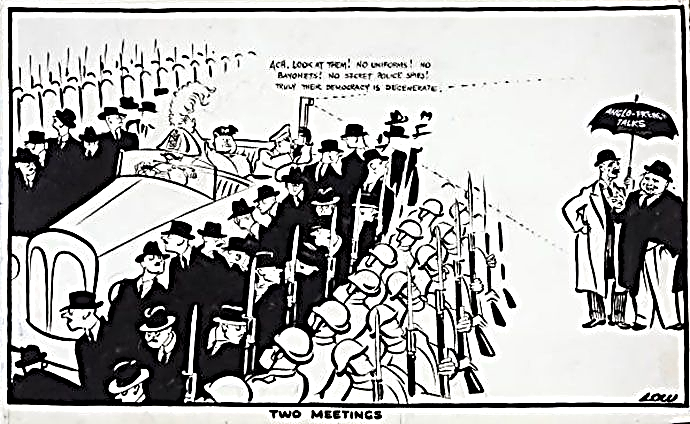 ACH, LOOK AT THEM! NO UNIFORMS! NO
BAYONETS! NO SECRET POLICE SPIES!
TRULY THEIR DEMOCRACY IS DEGENERATE.
ANGLO-FRENCH
TALKS
LOW
TWO MEETINGS